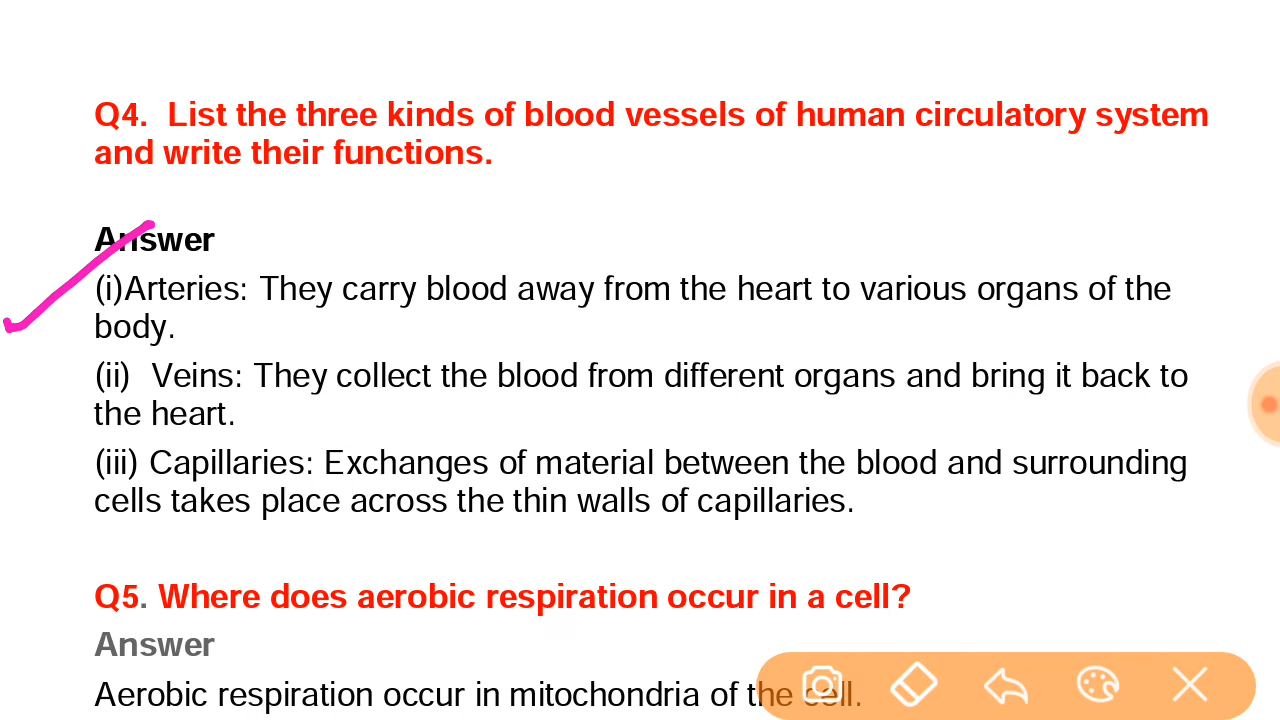 Q4. List the three kinds of blood vessels of human circulatory system
and write their functions.
Answer
(i)Arteries: They carry blood away from the heart to various organs of the
body.
(ii) Veins: They collect the blood from different organs and bring it back to
the heart.
(iii) Capillaries: Exchanges of material between the blood and surrounding
cells takes place across the thin walls of capillaries.
Q5. Where does aerobic respiration occur in a cell?
Answer
Aerobic respiration occur in mitochondria of the cell.